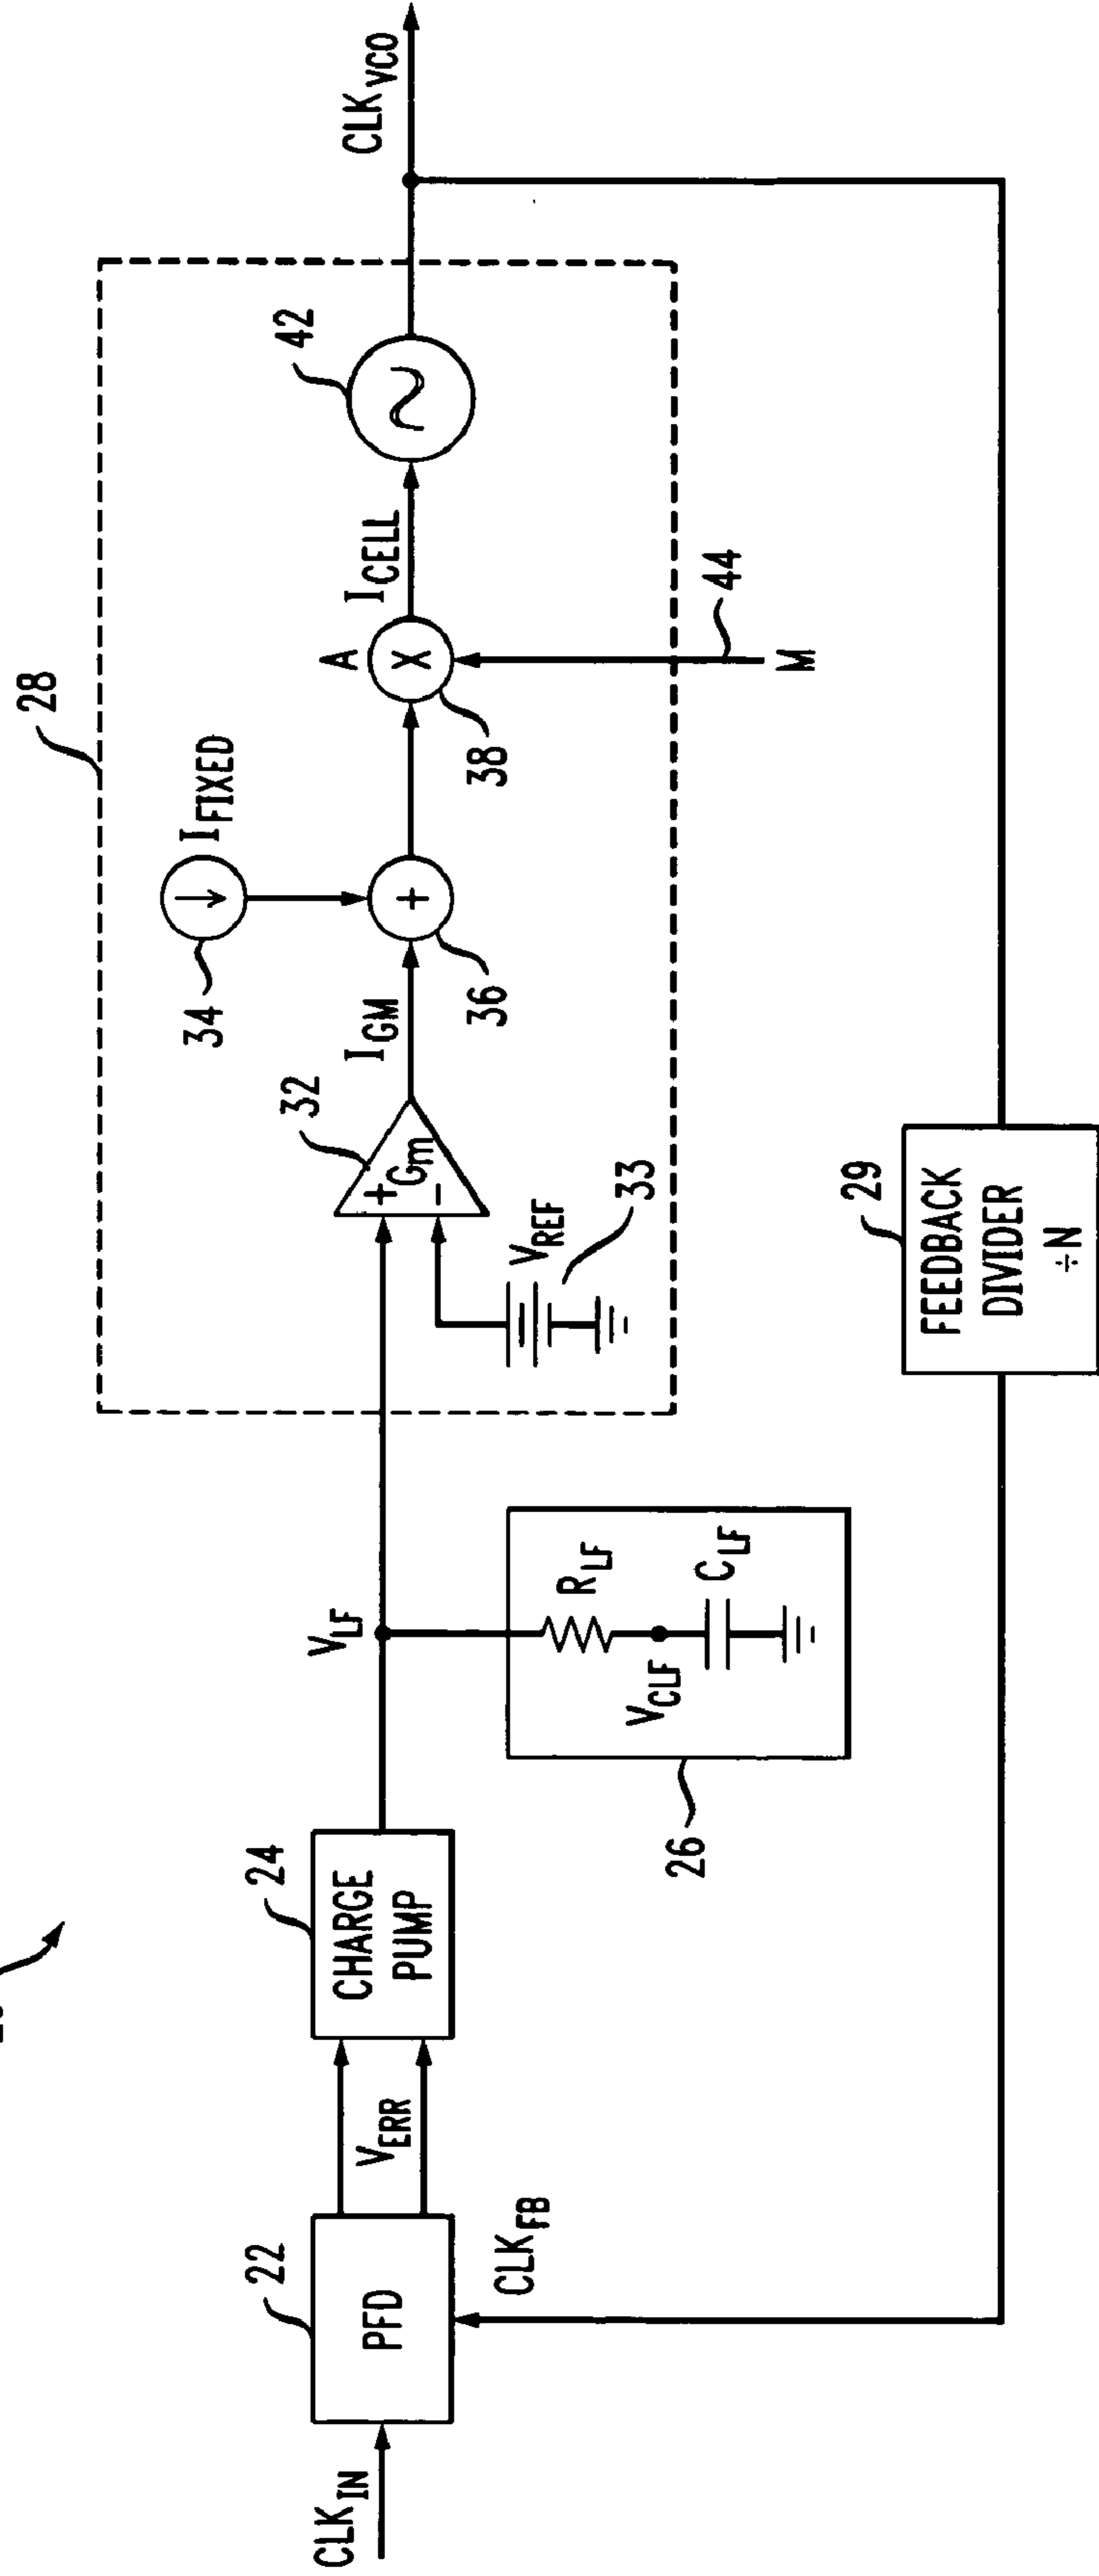 CLK_IN
22
PFD
CLK_FB
V_ERR
24
CHARGE
PUMP
V_LF
26
R_LF
V_CLF
C_LF
28
32
+
Gm
-
V_REF
33
I_GM
34
I_FIXED
+
36
A
X
38
I_CELL
M
44
42
CLK_VCO
29
FEEDBACK
DIVIDER
÷N